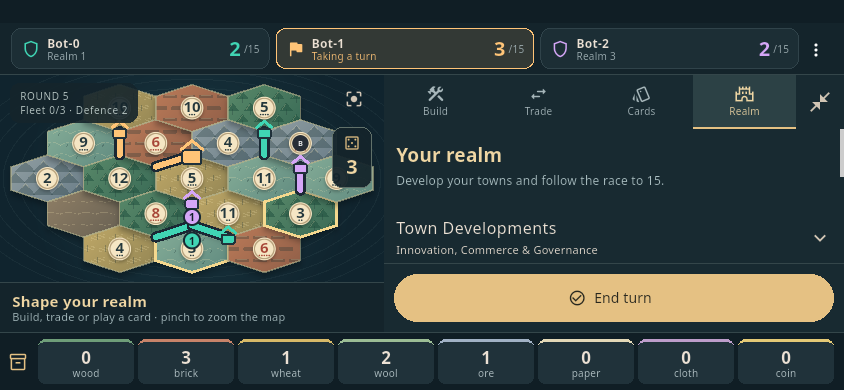 Bot-0
Realm 1
2 /15
Bot-1
Taking a turn
3 /15
Bot-2
Realm 3
2 /15
ROUND 5
Fleet 0/3 · Defence 2
10
5
9
6
4
B
3
2
12
5
11
8
11
3
1
1
4
6
Shape your realm
Build, trade or play a card · pinch to zoom the map
Build
Trade
Cards
Realm
Your realm
Develop your towns and follow the race to 15.
Town Developments
Innovation, Commerce & Governance
End turn
0
wood
3
brick
1
wheat
2
wool
1
ore
0
paper
0
cloth
0
coin